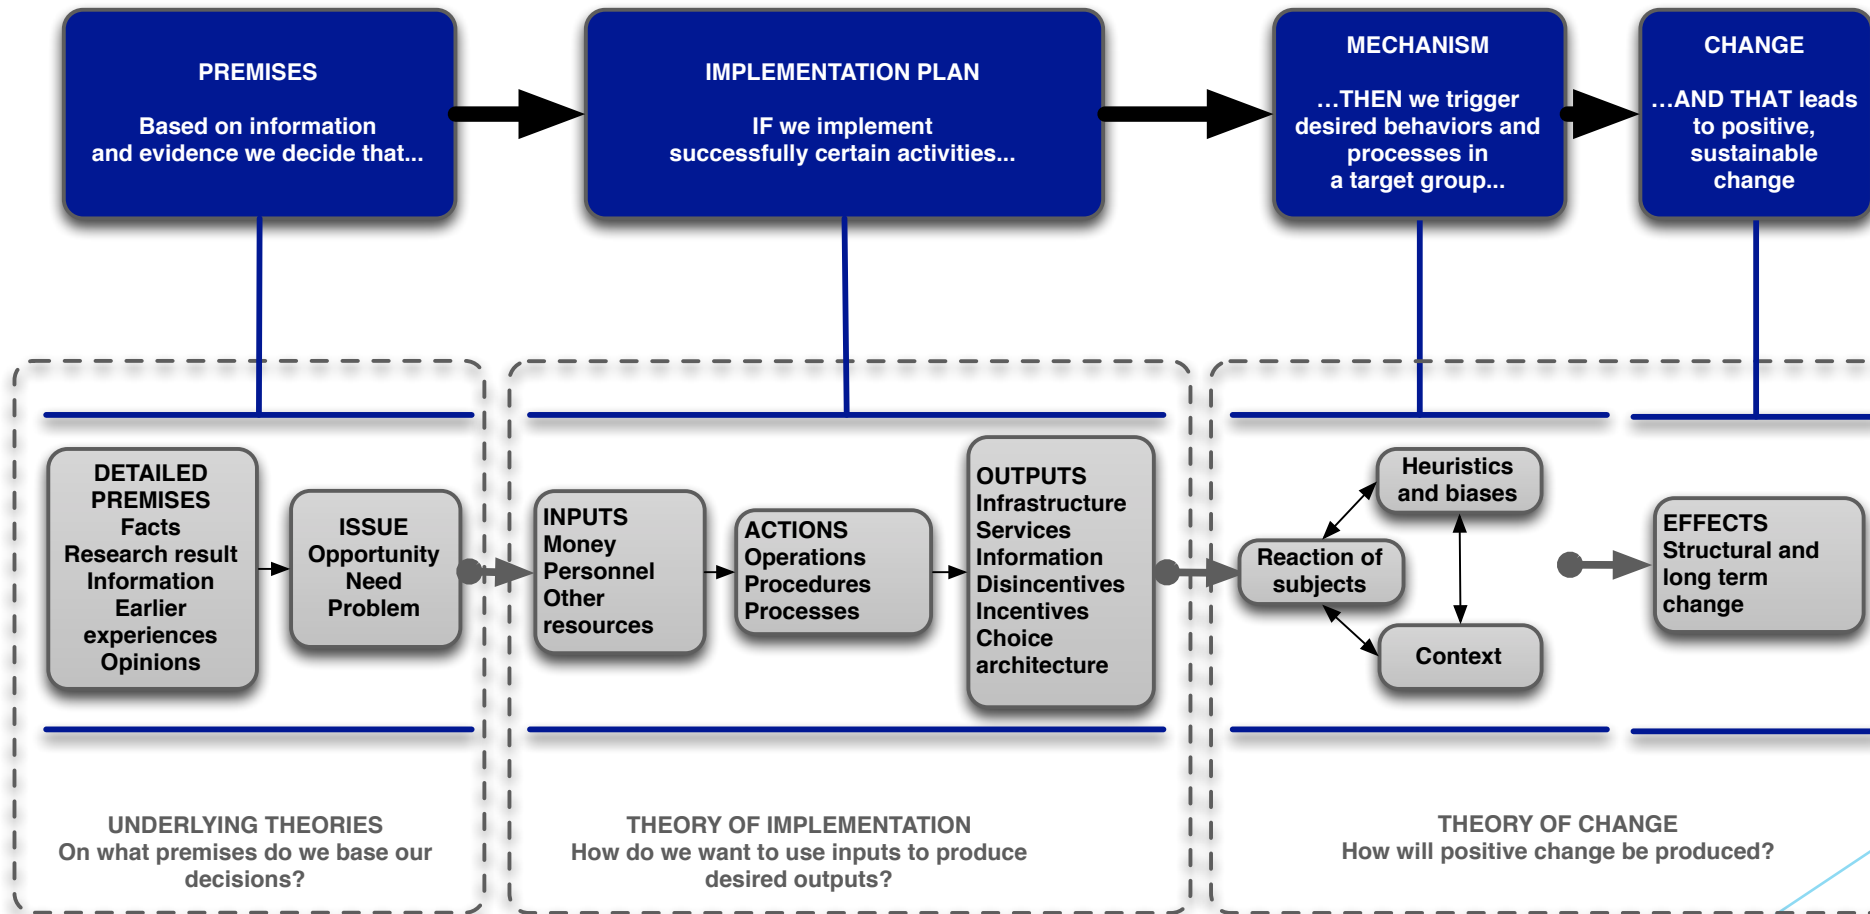 PREMISES
Based on information
and evidence we decide that...
IMPLEMENTATION PLAN
IF we implement
successfully certain activities...
MECHANISM
...THEN we trigger
desired behaviors and
processes in
a target group...
CHANGE
...AND THAT leads
to positive,
sustainable
change
DETAILED
PREMISES
Facts
Research result
Information
Earlier
experiences
Opinions
ISSUE
Opportunity
Need
Problem
INPUTS
Money
Personnel
Other
resources
ACTIONS
Operations
Procedures
Processes
OUTPUTS
Infrastructure
Services
Information
Disincentives
Incentives
Choice
architecture
Heuristics
and biases
Reaction of
subjects
Context
EFFECTS
Structural and
long term
change
UNDERLYING THEORIES
On what premises do we base our
decisions?
THEORY OF IMPLEMENTATION
How do we want to use inputs to produce
desired outputs?
THEORY OF CHANGE
How will positive change be produced?